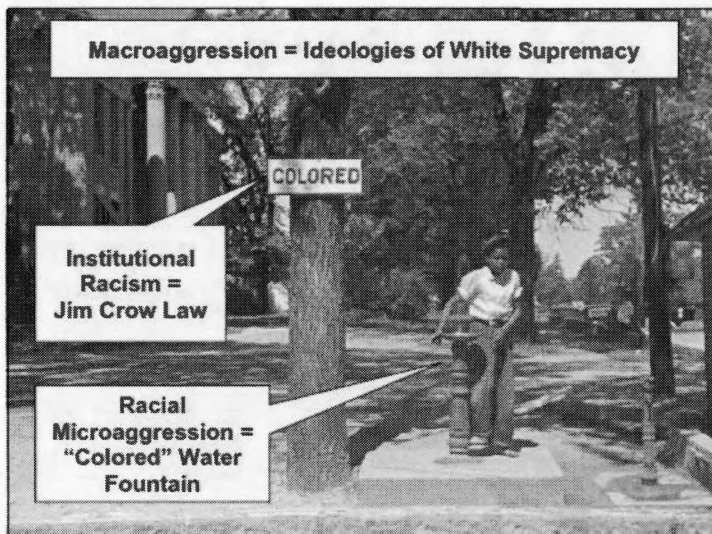 Macroaggression = Ideologies of White Supremacy
COLORED
Institutional
Racism =
Jim Crow Law
Racial
Microaggression =
“Colored” Water
Fountain